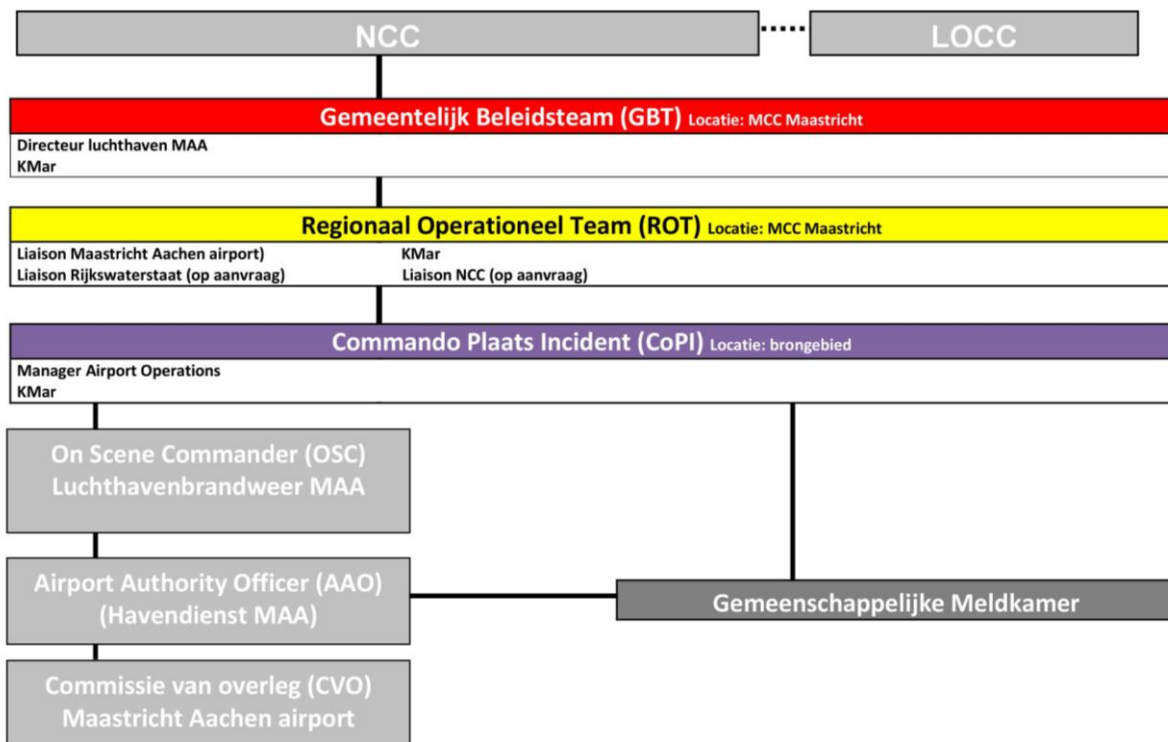 NCC
LOCC
Gemeentelijk Beleidsteam (GBT) Locatie: MCC Maastricht
Directeur luchthaven MAA
KMar
Regionaal Operationeel Team (ROT) Locatie: MCC Maastricht
Liaison Maastricht Aachen airport) KMar
Liaison Rijkswaterstaat (op aanvraag) Liaison NCC (op aanvraag)
Commando Plaats Incident (CoPI) Locatie: brongebied
Manager Airport Operations
KMar
On Scene Commander (OSC)
Luchthavenbrandweer MAA
Airport Authority Officer (AAO)
(Havendienst MAA)
Gemeenschappelijke Meldkamer
Commissie van overleg (CVO)
Maastricht Aachen airport